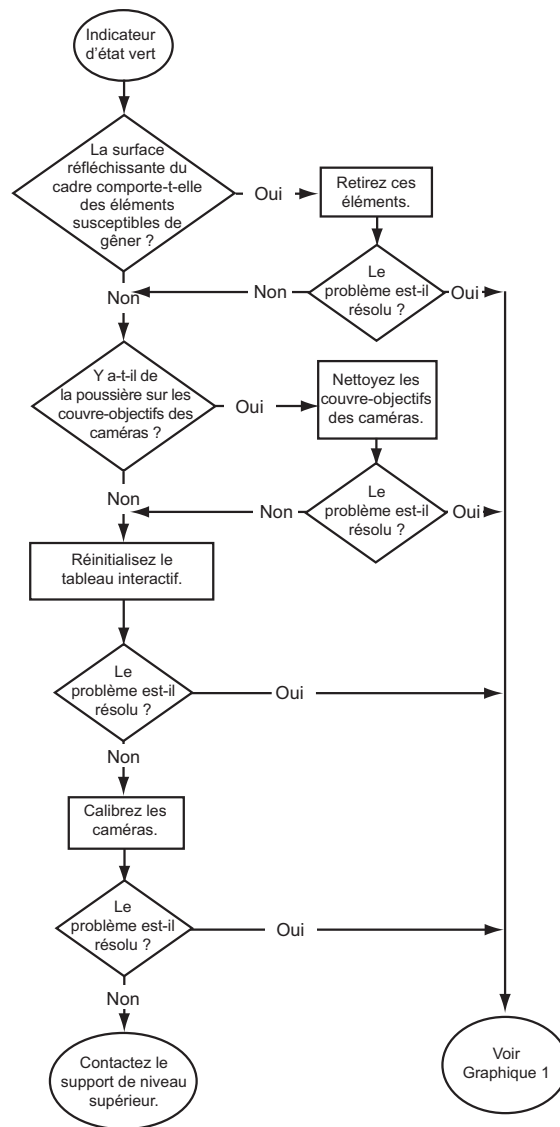 Indicateur
d'état vert
La surface
réfléchissante du
cadre comporte-t-elle
des éléments
susceptibles de
gêner ?
Oui
Retirez ces
éléments.
Le
problème est-il
résolu ?
Oui
Non
Non
Y a-t-il de
la poussière sur les
couvre-objectifs des
caméras ?
Oui
Nettoyez les
couvre-objectifs
des caméras.
Le
problème est-il
résolu ?
Oui
Non
Non
Réinitialisez le
tableau interactif.
Le
problème est-il
résolu ?
Oui
Non
Calibrez les
caméras.
Le
problème est-il
résolu ?
Oui
Non
Contactez le
support de niveau
supérieur.
Voir
Graphique 1